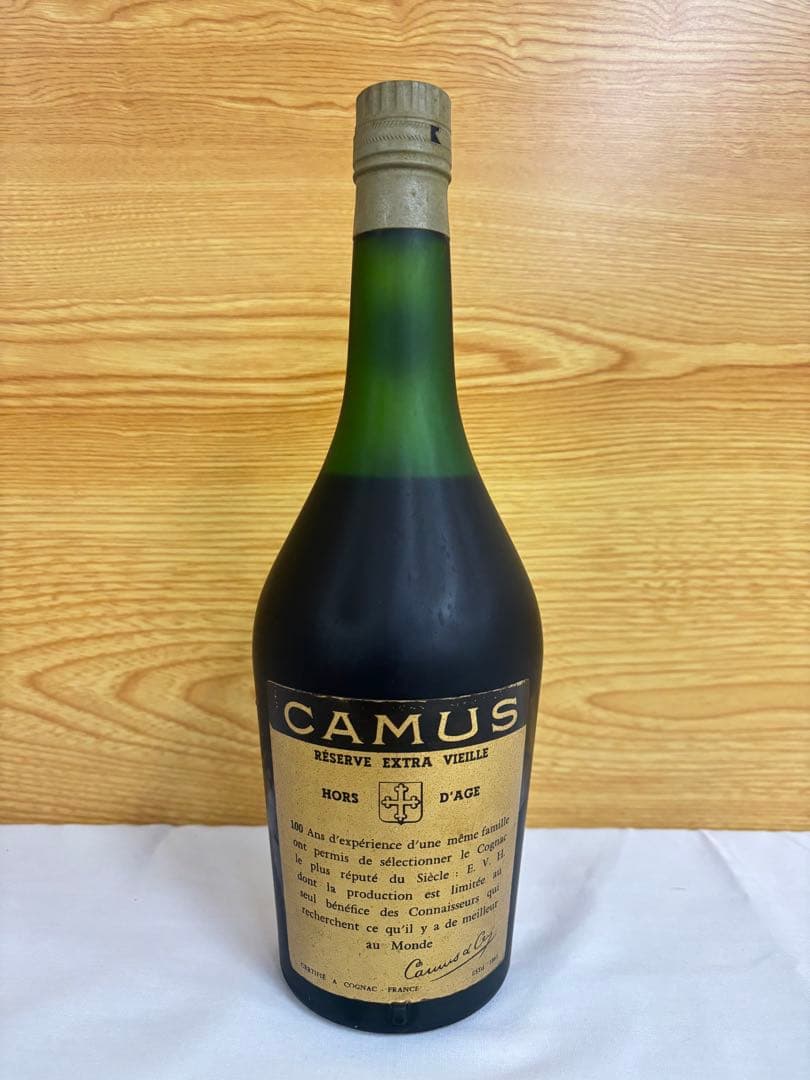 CAMUS
RÉSERVE EXTRA VIEILLE
HORS D'AGE
100 Ans d'expérience d'une même famille
ont permis de sélectionner le Cognac
le plus réputé du Siècle : E. V. H.
dont la production est limitée au
seul bénéfice des Connaisseurs qui
recherchent ce qu'il y a de meilleur
au Monde
Camus & Co
CERTIFIÉ A COGNAC - FRANCE